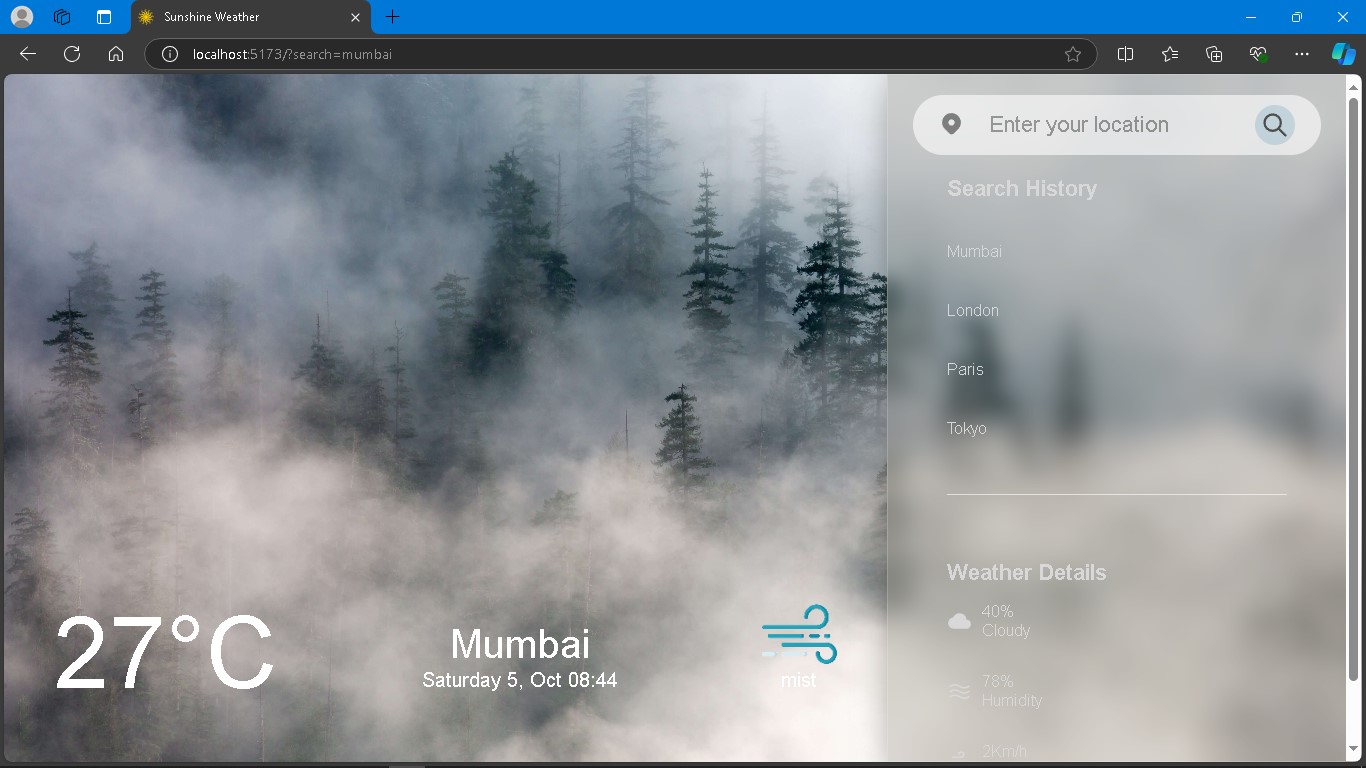 Sunshine Weather
localhost:5173/?search=mumbai
Enter your location
Search History
Mumbai
London
Paris
Tokyo
Weather Details
40%
Cloudy
78%
Humidity
2Km/h
27°C
Mumbai
Saturday 5, Oct 08:44
mist